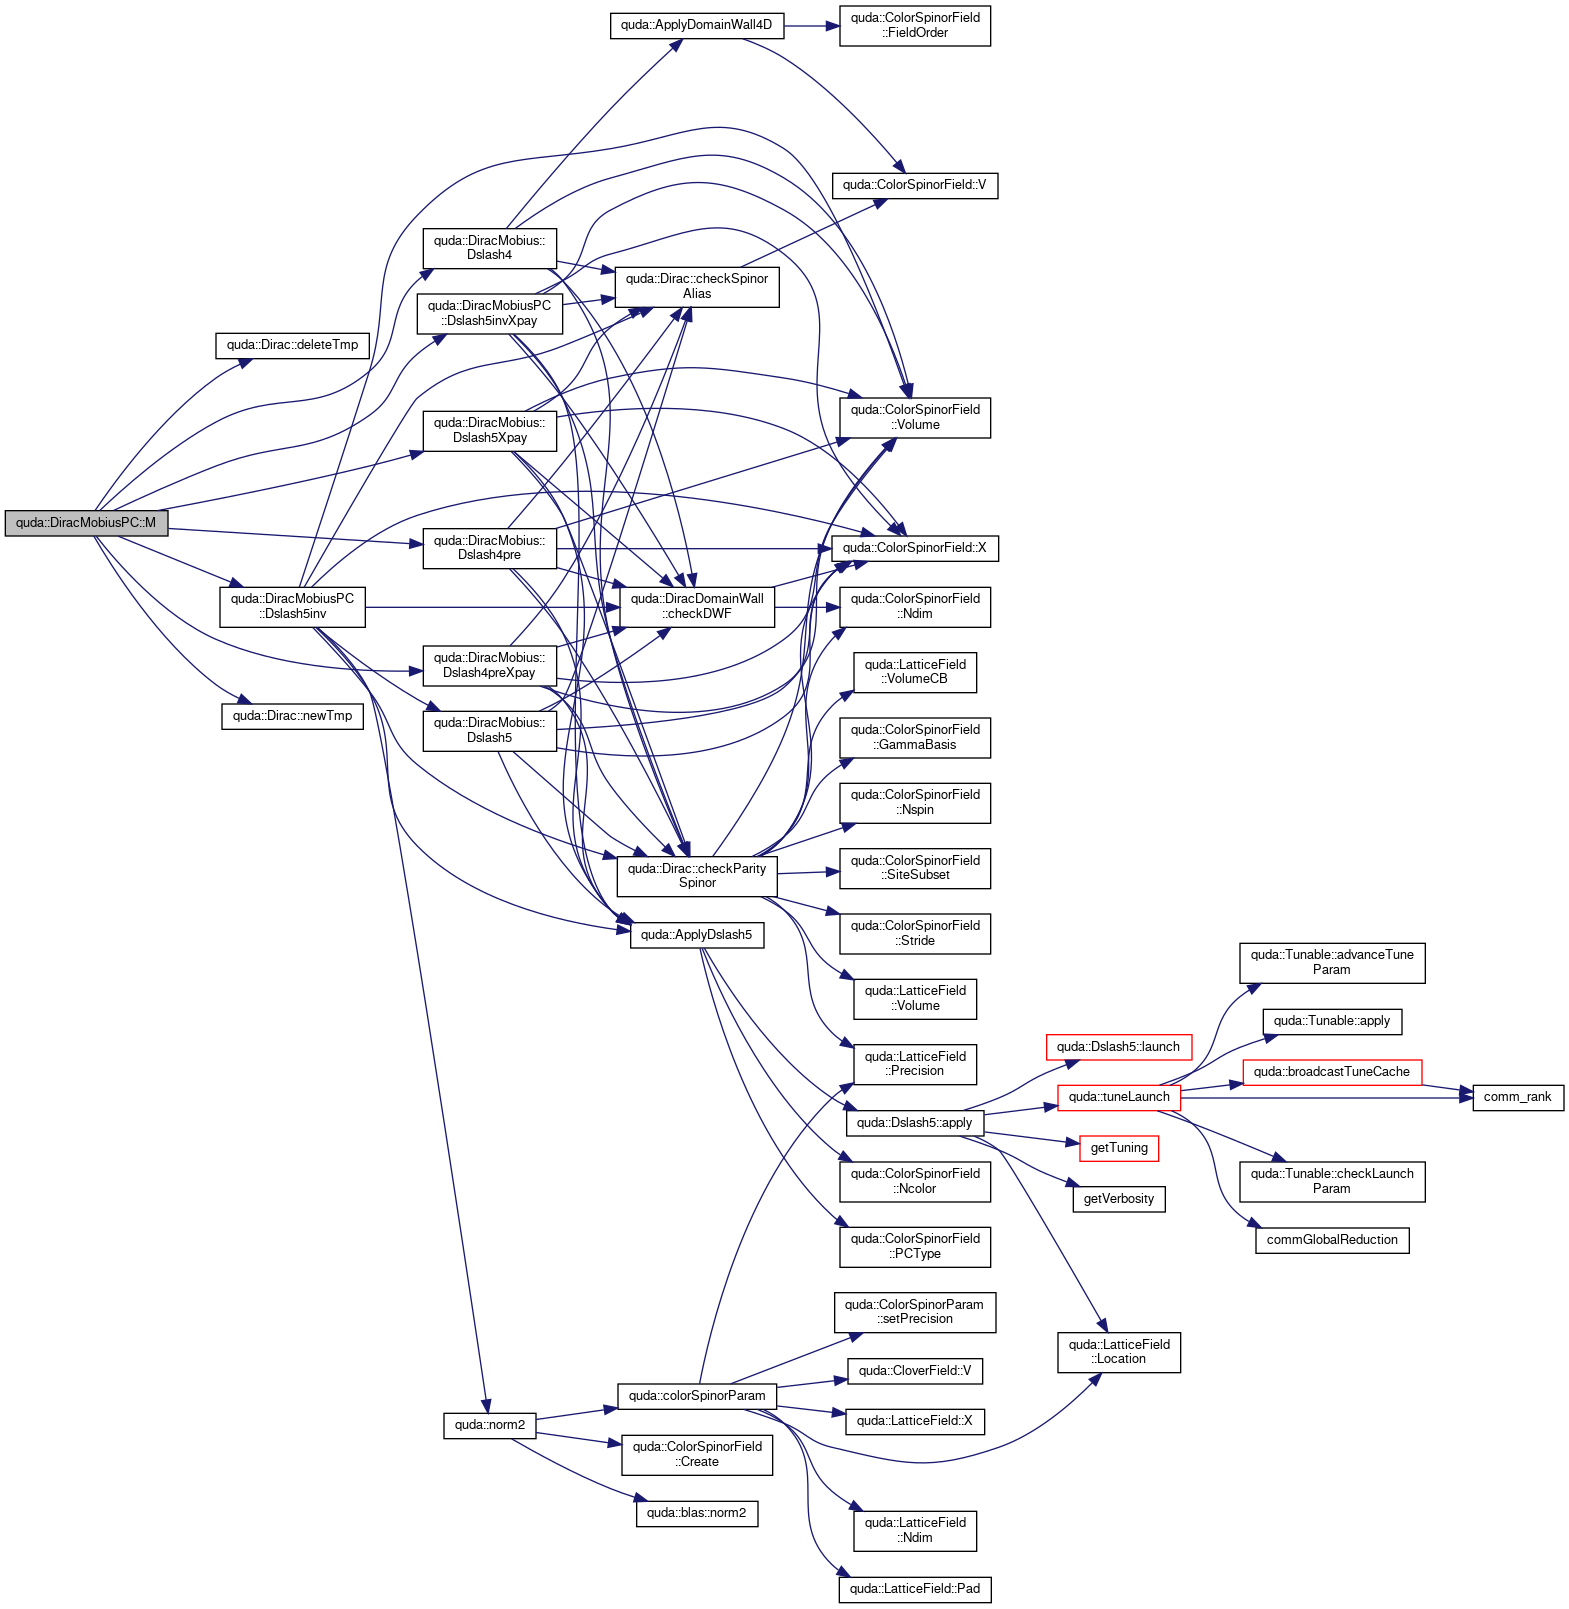 quda::DiracMobiusPC::M
quda::Dirac::deleteTmp
quda::DiracMobiusPC
::Dslash5inv
quda::Dirac::newTmp
quda::DiracMobius::
Dslash4
quda::DiracMobiusPC
::Dslash5invXpay
quda::DiracMobius::
Dslash5Xpay
quda::DiracMobius::
Dslash4pre
quda::DiracMobius::
Dslash4preXpay
quda::DiracMobius::
Dslash5
quda::norm2
quda::ApplyDomainWall4D
quda::Dirac::checkSpinor
Alias
quda::DiracDomainWall
::checkDWF
quda::Dirac::checkParity
Spinor
quda::ApplyDslash5
quda::colorSpinorParam
quda::ColorSpinorField
::Create
quda::blas::norm2
quda::ColorSpinorField
::FieldOrder
quda::ColorSpinorField::V
quda::ColorSpinorField
::Volume
quda::ColorSpinorField::X
quda::ColorSpinorField
::Ndim
quda::LatticeField
::VolumeCB
quda::ColorSpinorField
::GammaBasis
quda::ColorSpinorField
::Nspin
quda::ColorSpinorField
::SiteSubset
quda::ColorSpinorField
::Stride
quda::LatticeField
::Volume
quda::LatticeField
::Precision
quda::Dslash5::apply
quda::ColorSpinorField
::Ncolor
quda::ColorSpinorField
::PCType
quda::ColorSpinorParam
::setPrecision
quda::CloverField::V
quda::LatticeField::X
quda::LatticeField
::Ndim
quda::LatticeField::Pad
quda::Dslash5::launch
quda::tuneLaunch
getTuning
getVerbosity
quda::LatticeField
::Location
quda::Tunable::advanceTune
Param
quda::Tunable::apply
quda::broadcastTuneCache
quda::Tunable::checkLaunch
Param
commGlobalReduction
comm_rank